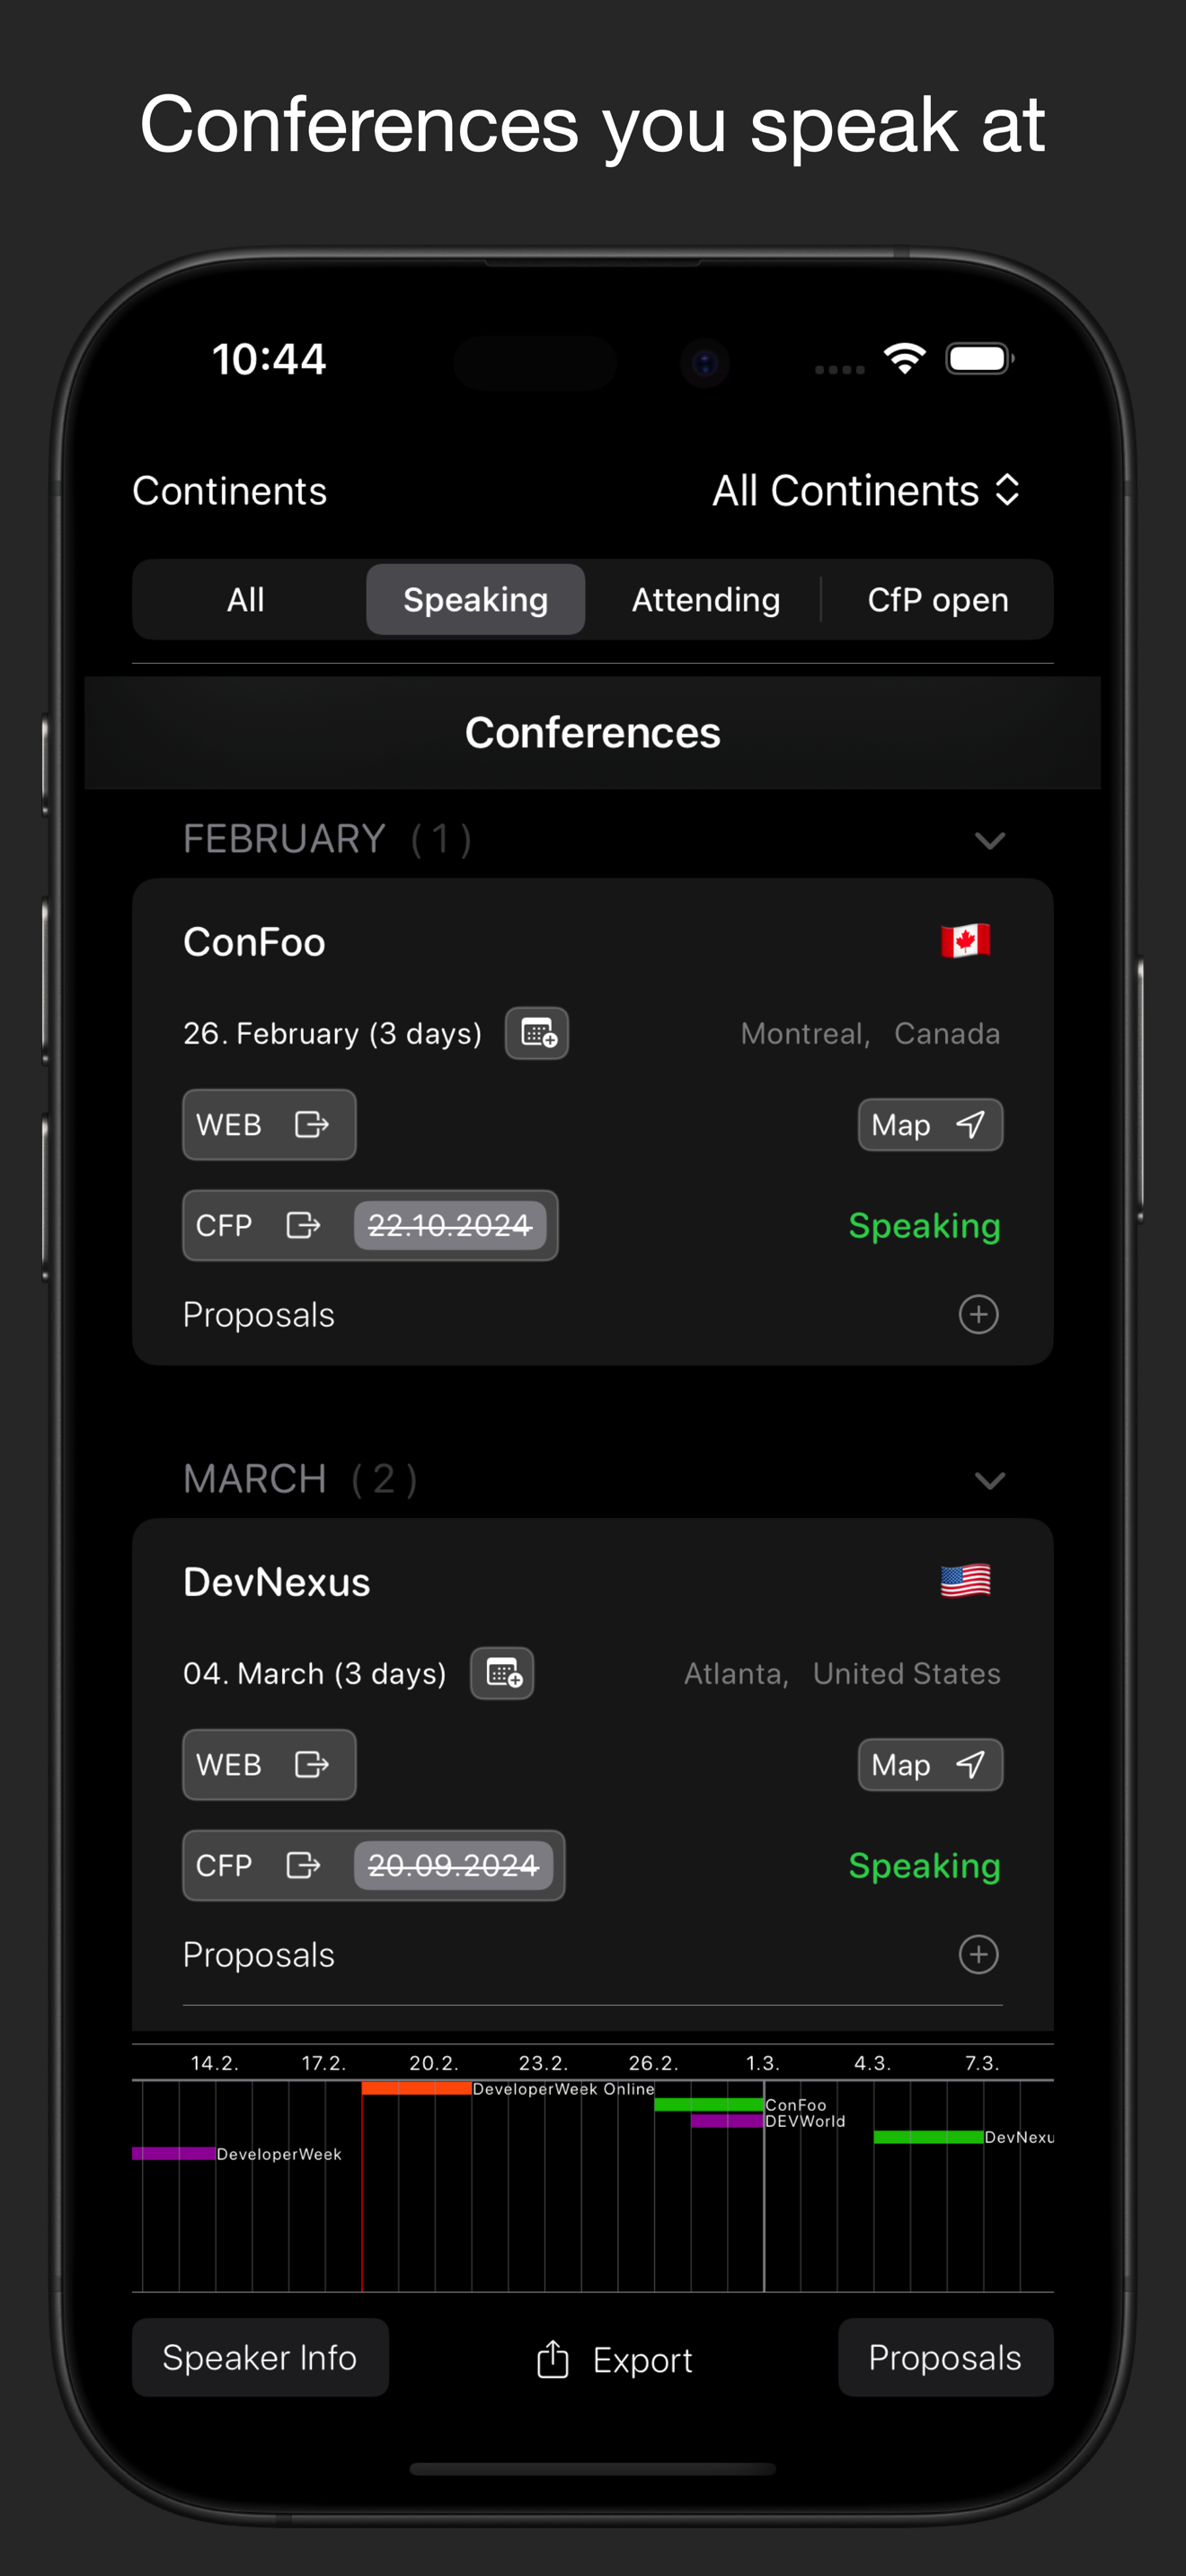 Conferences you speak at
10:44
Continents All Continents
All Speaking Attending CfP open
Conferences
FEBRUARY (1)
ConFoo
26. February (3 days) Montreal, Canada
WEB Map
CFP 22.10.2024 Speaking
Proposals
MARCH (2)
DevNexus
04. March (3 days) Atlanta, United States
WEB Map
CFP 20.09.2024 Speaking
Proposals
14.2. 17.2. 20.2. 23.2. 26.2. 1.3. 4.3. 7.3.
DeveloperWeek Online
ConFoo
DEVWorld
DevNexu
DeveloperWeek
Speaker Info Export Proposals